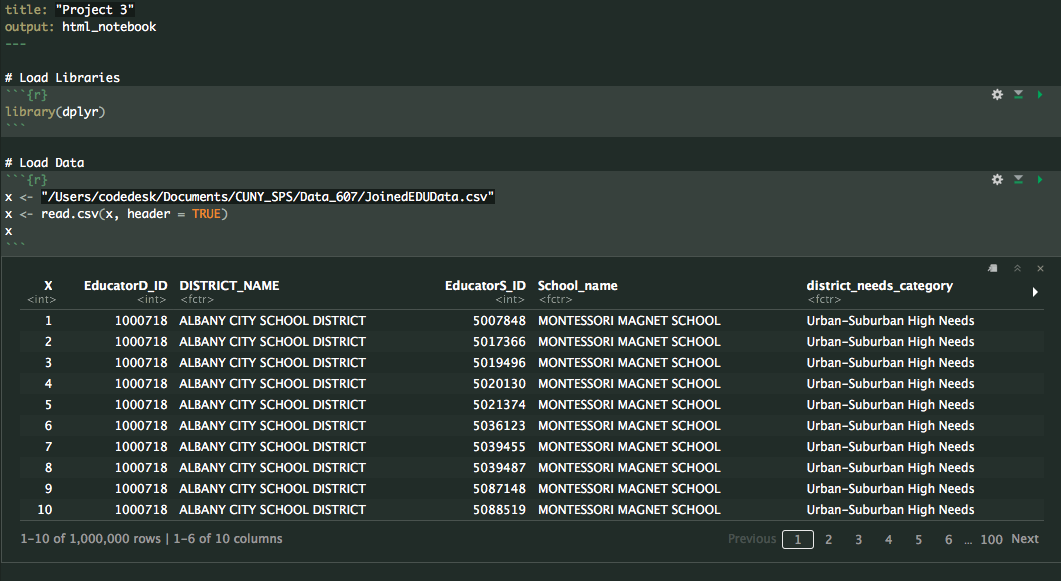 title: "Project 3"
output: html_notebook
---
# Load Libraries
```{r}
library(dplyr)
```
# Load Data
```{r}
x <- "/Users/codedesk/Documents/CUNY_SPS/Data_607/JoinedEDUData.csv"
x <- read.csv(x, header = TRUE)
x
```
X EducatorD_ID DISTRICT_NAME EducatorS_ID School_name district_needs_category
<int> <int> <fctr> <int> <fctr> <fctr>
1 1000718 ALBANY CITY SCHOOL DISTRICT 5007848 MONTESSORI MAGNET SCHOOL Urban-Suburban High Needs
2 1000718 ALBANY CITY SCHOOL DISTRICT 5017366 MONTESSORI MAGNET SCHOOL Urban-Suburban High Needs
3 1000718 ALBANY CITY SCHOOL DISTRICT 5019496 MONTESSORI MAGNET SCHOOL Urban-Suburban High Needs
4 1000718 ALBANY CITY SCHOOL DISTRICT 5020130 MONTESSORI MAGNET SCHOOL Urban-Suburban High Needs
5 1000718 ALBANY CITY SCHOOL DISTRICT 5021374 MONTESSORI MAGNET SCHOOL Urban-Suburban High Needs
6 1000718 ALBANY CITY SCHOOL DISTRICT 5036123 MONTESSORI MAGNET SCHOOL Urban-Suburban High Needs
7 1000718 ALBANY CITY SCHOOL DISTRICT 5039455 MONTESSORI MAGNET SCHOOL Urban-Suburban High Needs
8 1000718 ALBANY CITY SCHOOL DISTRICT 5039487 MONTESSORI MAGNET SCHOOL Urban-Suburban High Needs
9 1000718 ALBANY CITY SCHOOL DISTRICT 5087148 MONTESSORI MAGNET SCHOOL Urban-Suburban High Needs
10 1000718 ALBANY CITY SCHOOL DISTRICT 5088519 MONTESSORI MAGNET SCHOOL Urban-Suburban High Needs
1-10 of 1,000,000 rows | 1-6 of 10 columns Previous 1 2 3 4 5 6 ... 100 Next